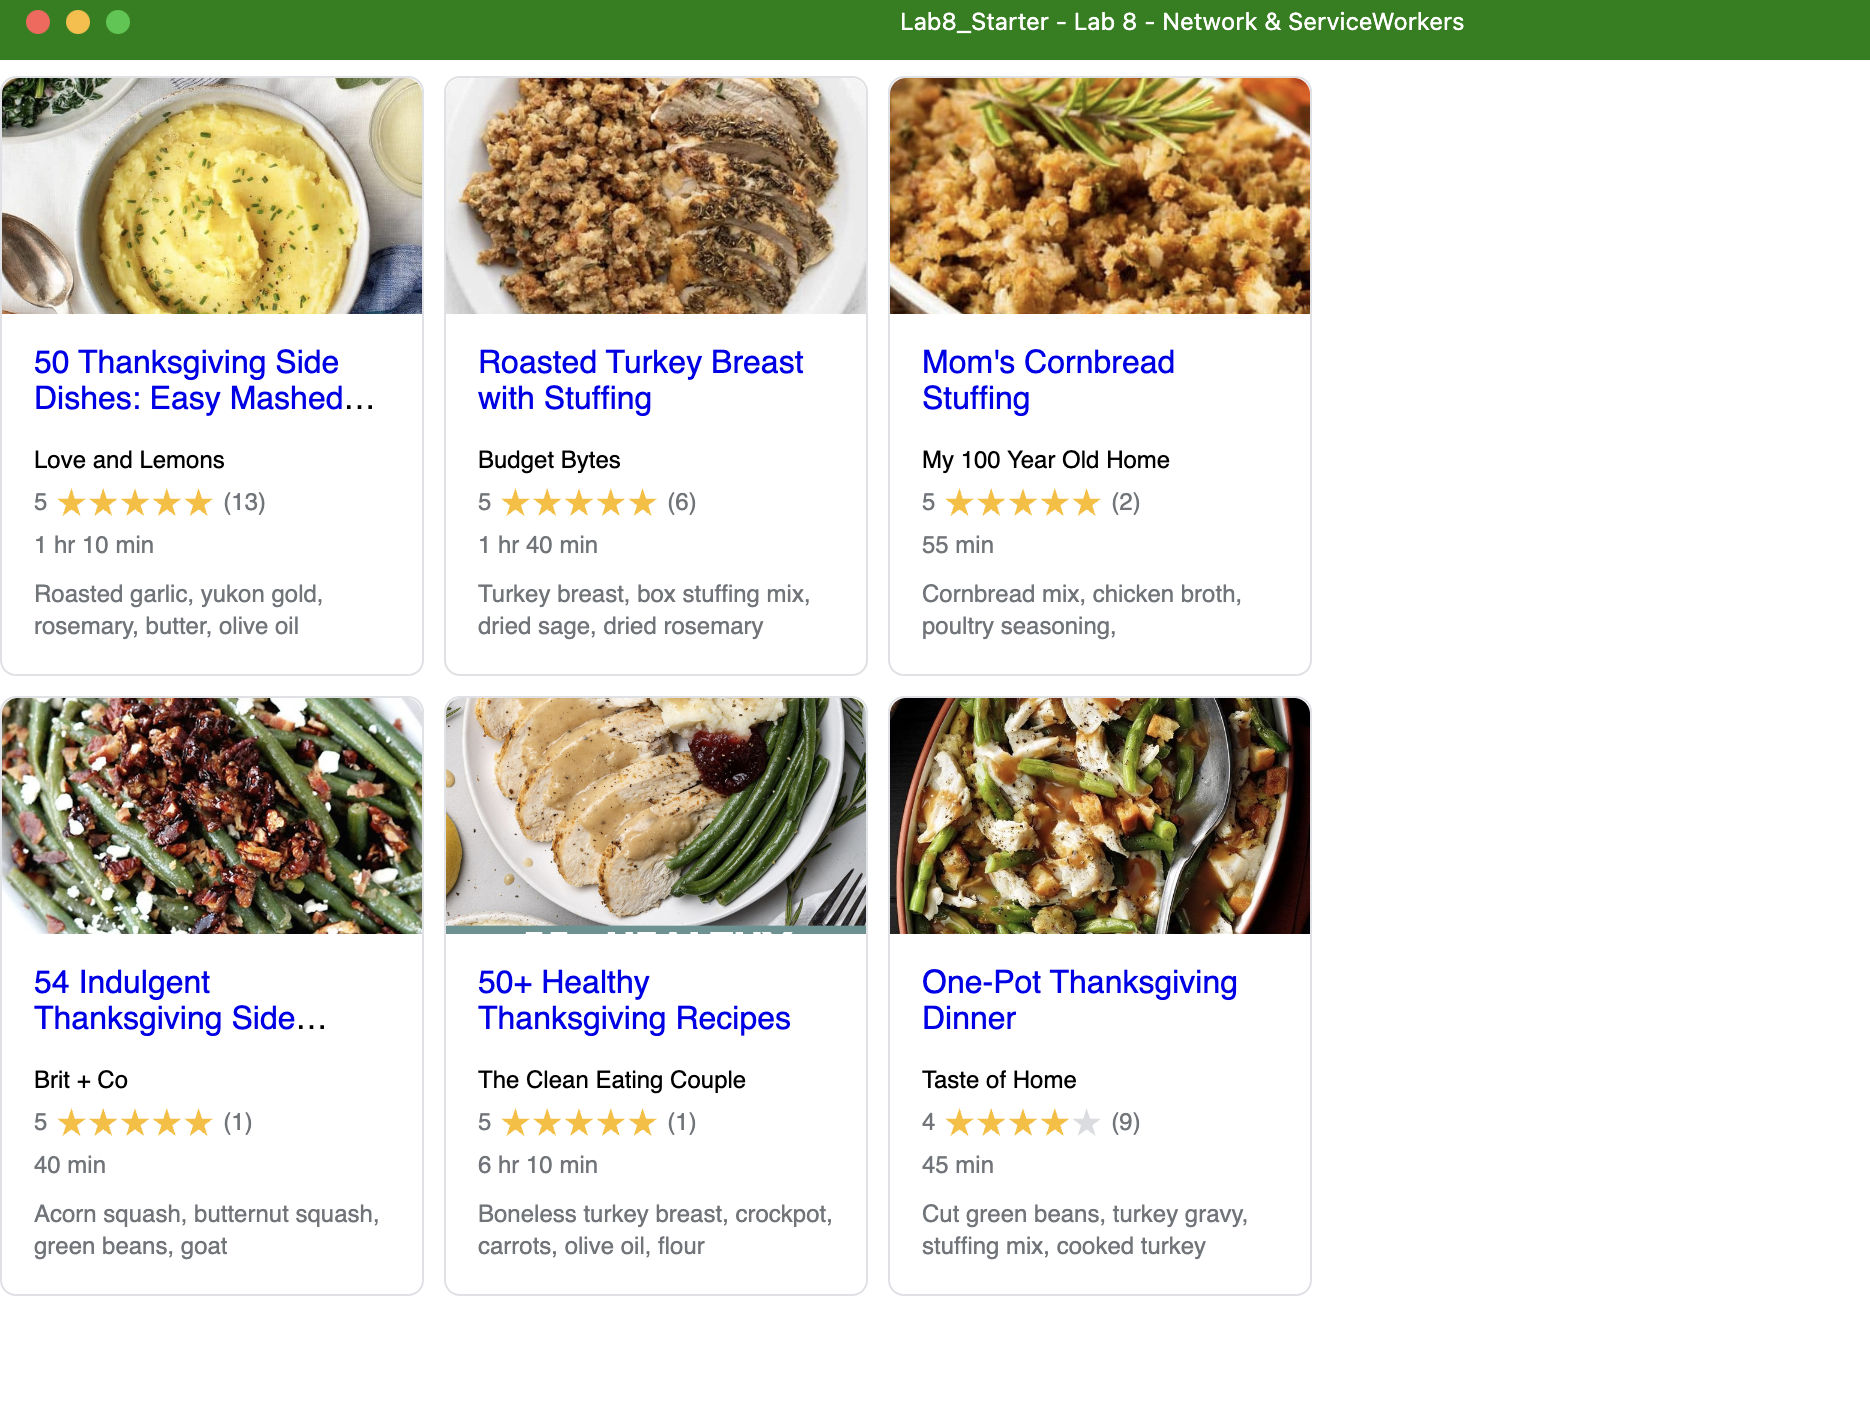 Lab8_Starter - Lab 8 - Network & ServiceWorkers
50 Thanksgiving Side
Dishes: Easy Mashed…
Love and Lemons
5 ★★★★★ (13)
1 hr 10 min
Roasted garlic, yukon gold,
rosemary, butter, olive oil
Roasted Turkey Breast
with Stuffing
Budget Bytes
5 ★★★★★ (6)
1 hr 40 min
Turkey breast, box stuffing mix,
dried sage, dried rosemary
Mom's Cornbread
Stuffing
My 100 Year Old Home
5 ★★★★★ (2)
55 min
Cornbread mix, chicken broth,
poultry seasoning,
54 Indulgent
Thanksgiving Side…
Brit + Co
5 ★★★★★ (1)
40 min
Acorn squash, butternut squash,
green beans, goat
50+ Healthy
Thanksgiving Recipes
The Clean Eating Couple
5 ★★★★★ (1)
6 hr 10 min
Boneless turkey breast, crockpot,
carrots, olive oil, flour
One-Pot Thanksgiving
Dinner
Taste of Home
4 ★★★★★ (9)
45 min
Cut green beans, turkey gravy,
stuffing mix, cooked turkey